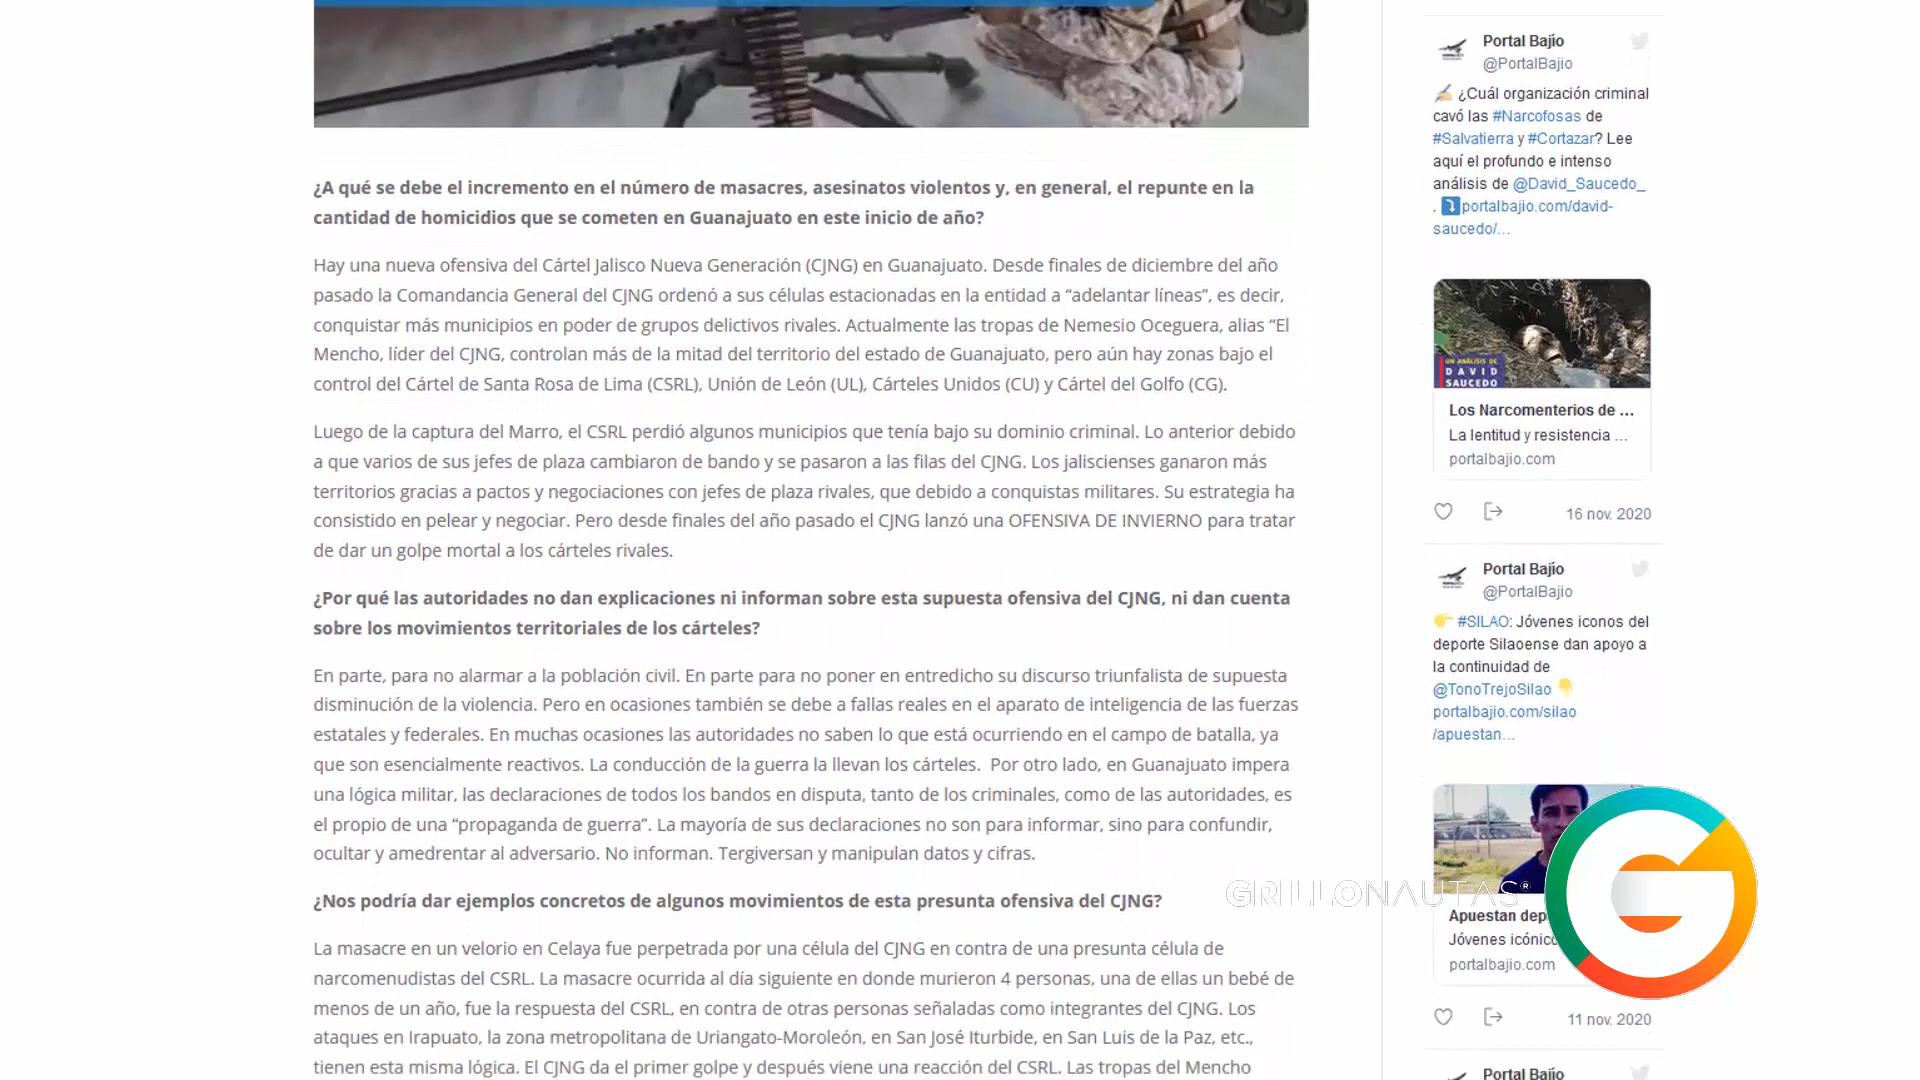 ¿A qué se debe el incremento en el número de masacres, asesinatos violentos y, en general, el repunte en la
cantidad de homicidios que se cometen en Guanajuato en este inicio de año?
Hay una nueva ofensiva del Cártel Jalisco Nueva Generación (CJNG) en Guanajuato. Desde finales de diciembre del año
pasado la Comandancia General del CJNG ordenó a sus células estacionadas en la entidad a “adelantar líneas”, es decir,
conquistar más municipios en poder de grupos delictivos rivales. Actualmente las tropas de Nemesio Oceguera, alias “El
Mencho, líder del CJNG, controlan más de la mitad del territorio del estado de Guanajuato, pero aún hay zonas bajo el
control del Cártel de Santa Rosa de Lima (CSRL), Unión de León (UL), Cárteles Unidos (CU) y Cártel del Golfo (CG).
Luego de la captura del Marro, el CSRL perdió algunos municipios que tenía bajo su dominio criminal. Lo anterior debido
a que varios de sus jefes de plaza cambiaron de bando y se pasaron a las filas del CJNG. Los jaliscienses ganaron más
territorios gracias a pactos y negociaciones con jefes de plaza rivales, que debido a conquistas militares. Su estrategia ha
consistido en pelear y negociar. Pero desde finales del año pasado el CJNG lanzó una OFENSIVA DE INVIERNO para tratar
de dar un golpe mortal a los cárteles rivales.
¿Por qué las autoridades no dan explicaciones ni informan sobre esta supuesta ofensiva del CJNG, ni dan cuenta
sobre los movimientos territoriales de los cárteles?
En parte, para no alarmar a la población civil. En parte para no poner en entredicho su discurso triunfalista de supuesta
disminución de la violencia. Pero en ocasiones también se debe a fallas reales en el aparato de inteligencia de las fuerzas
estatales y federales. En muchas ocasiones las autoridades no saben lo que está ocurriendo en el campo de batalla, ya
que son esencialmente reactivos. La conducción de la guerra la llevan los cárteles.  Por otro lado, en Guanajuato impera
una lógica militar, las declaraciones de todos los bandos en disputa, tanto de los criminales, como de las autoridades, es
el propio de una “propaganda de guerra”. La mayoría de sus declaraciones no son para informar, sino para confundir,
ocultar y amedrentar al adversario. No informan. Tergiversan y manipulan datos y cifras.
¿Nos podría dar ejemplos concretos de algunos movimientos de esta presunta ofensiva del CJNG?
La masacre en un velorio en Celaya fue perpetrada por una célula del CJNG en contra de una presunta célula de
narcomenudistas del CSRL. La masacre ocurrida al día siguiente en donde murieron 4 personas, una de ellas un bebé de
menos de un año, fue la respuesta del CSRL, en contra de otras personas señaladas como integrantes del CJNG. Los
ataques en Irapuato, la zona metropolitana de Uriangato-Moroleón, en San José Iturbide, en San Luis de la Paz, etc.,
tienen esta misma lógica. El CJNG da el primer golpe y después viene una reacción del CSRL. Las tropas del Mencho
Portal Bajío
@PortalBajio
✍️ ¿Cuál organización criminal
cavó las #Narcofosas de
#Salvatierra y #Cortazar? Lee
aquí el profundo e intenso
análisis de @David_Saucedo_
. ⤵️portalbajio.com/david-
saucedo/...
UN ANÁLISIS DE
DAVID
SAUCEDO
Los Narcomenterios de ...
La lentitud y resistencia ...
portalbajio.com
16 nov. 2020
Portal Bajío
@PortalBajio
👉 #SILAO: Jóvenes iconos del
deporte Silaoense dan apoyo a
la continuidad de
@TonoTrejoSilao 👇
portalbajio.com/silao
/apuestan...
GRILLONAUTAS®
Apuestan dep
Jóvenes icónic
portalbajio.com
11 nov. 2020
Portal Bajío